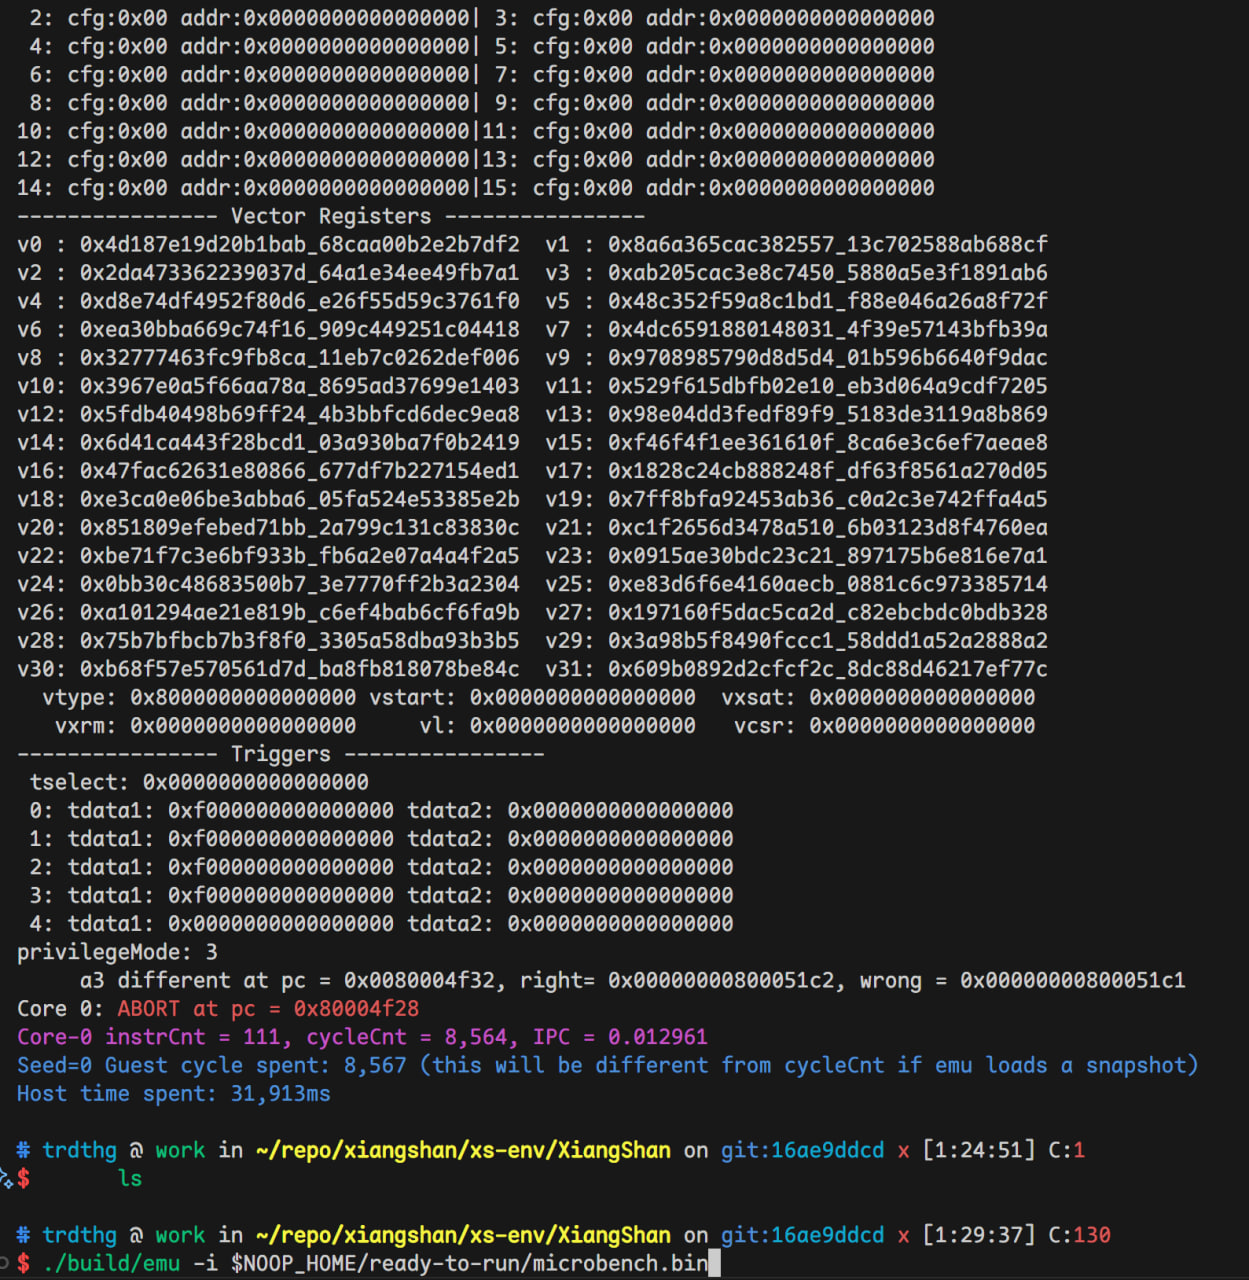 2: cfg:0x00 addr:0x0000000000000000| 3: cfg:0x00 addr:0x0000000000000000
4: cfg:0x00 addr:0x0000000000000000| 5: cfg:0x00 addr:0x0000000000000000
6: cfg:0x00 addr:0x0000000000000000| 7: cfg:0x00 addr:0x0000000000000000
8: cfg:0x00 addr:0x0000000000000000| 9: cfg:0x00 addr:0x0000000000000000
10: cfg:0x00 addr:0x0000000000000000|11: cfg:0x00 addr:0x0000000000000000
12: cfg:0x00 addr:0x0000000000000000|13: cfg:0x00 addr:0x0000000000000000
14: cfg:0x00 addr:0x0000000000000000|15: cfg:0x00 addr:0x0000000000000000
---------------- Vector Registers ----------------
v0 : 0x4d187e19d20b1bab_68caa00b2e2b7df2  v1 : 0x8a6a365cac382557_13c702588ab688cf
v2 : 0x2da473362239037d_64a1e34ee49fb7a1  v3 : 0xab205cac3e8c7450_5880a5e3f1891ab6
v4 : 0xd8e74df4952f80d6_e26f55d59c3761f0  v5 : 0x48c352f59a8c1bd1_f88e046a26a8f72f
v6 : 0xea30bba669c74f16_909c449251c04418  v7 : 0x4dc6591880148031_4f39e57143bfb39a
v8 : 0x32777463fc9fb8ca_11eb7c0262def006  v9 : 0x9708985790d8d5d4_01b596b6640f9dac
v10: 0x3967e0a5f66aa78a_8695ad37699e1403  v11: 0x529f615dbfb02e10_eb3d064a9cdf7205
v12: 0x5fdb40498b69ff24_4b3bbfcd6dec9ea8  v13: 0x98e04dd3fedf89f9_5183de3119a8b869
v14: 0x6d41ca443f28bcd1_03a930ba7f0b2419  v15: 0xf46f4f1ee361610f_8ca6e3c6ef7aeae8
v16: 0x47fac62631e80866_677df7b227154ed1  v17: 0x1828c24cb888248f_df63f8561a270d05
v18: 0xe3ca0e06be3abba6_05fa524e53385e2b  v19: 0x7ff8bfa92453ab36_c0a2c3e742ffa4a5
v20: 0x851809efebed71bb_2a799c131c83830c  v21: 0xc1f2656d3478a510_6b03123d8f4760ea
v22: 0xbe71f7c3e6bf933b_fb6a2e07a4a4f2a5  v23: 0x0915ae30bdc23c21_897175b6e816e7a1
v24: 0x0bb30c48683500b7_3e7770ff2b3a2304  v25: 0xe83d6f6e4160aecb_0881c6c973385714
v26: 0xa101294ae21e819b_c6ef4bab6cf6fa9b  v27: 0x197160f5dac5ca2d_c82ebcbdc0bdb328
v28: 0x75b7bfbcb7b3f8f0_3305a58dba93b3b5  v29: 0x3a98b5f8490fccc1_58ddd1a52a2888a2
v30: 0xb68f57e570561d7d_ba8fb818078be84c  v31: 0x609b0892d2cfcf2c_8dc88d46217ef77c
vtype: 0x8000000000000000 vstart: 0x0000000000000000  vxsat: 0x0000000000000000
vxrm: 0x0000000000000000     vl: 0x0000000000000000   vcsr: 0x0000000000000000
---------------- Triggers ----------------
tselect: 0x0000000000000000
0: tdata1: 0xf000000000000000 tdata2: 0x0000000000000000
1: tdata1: 0xf000000000000000 tdata2: 0x0000000000000000
2: tdata1: 0xf000000000000000 tdata2: 0x0000000000000000
3: tdata1: 0xf000000000000000 tdata2: 0x0000000000000000
4: tdata1: 0x0000000000000000 tdata2: 0x0000000000000000
privilegeMode: 3
a3 different at pc = 0x0080004f32, right= 0x00000000800051c2, wrong = 0x00000000800051c1
Core 0: ABORT at pc = 0x80004f28
Core-0 instrCnt = 111, cycleCnt = 8,564, IPC = 0.012961
Seed=0 Guest cycle spent: 8,567 (this will be different from cycleCnt if emu loads a snapshot)
Host time spent: 31,913ms
# trdthg @ work in ~/repo/xiangshan/xs-env/XiangShan on git:16ae9ddcd x [1:24:51] C:1
$ ls
# trdthg @ work in ~/repo/xiangshan/xs-env/XiangShan on git:16ae9ddcd x [1:29:37] C:130
$ ./build/emu -i $NOOP_HOME/ready-to-run/microbench.bin